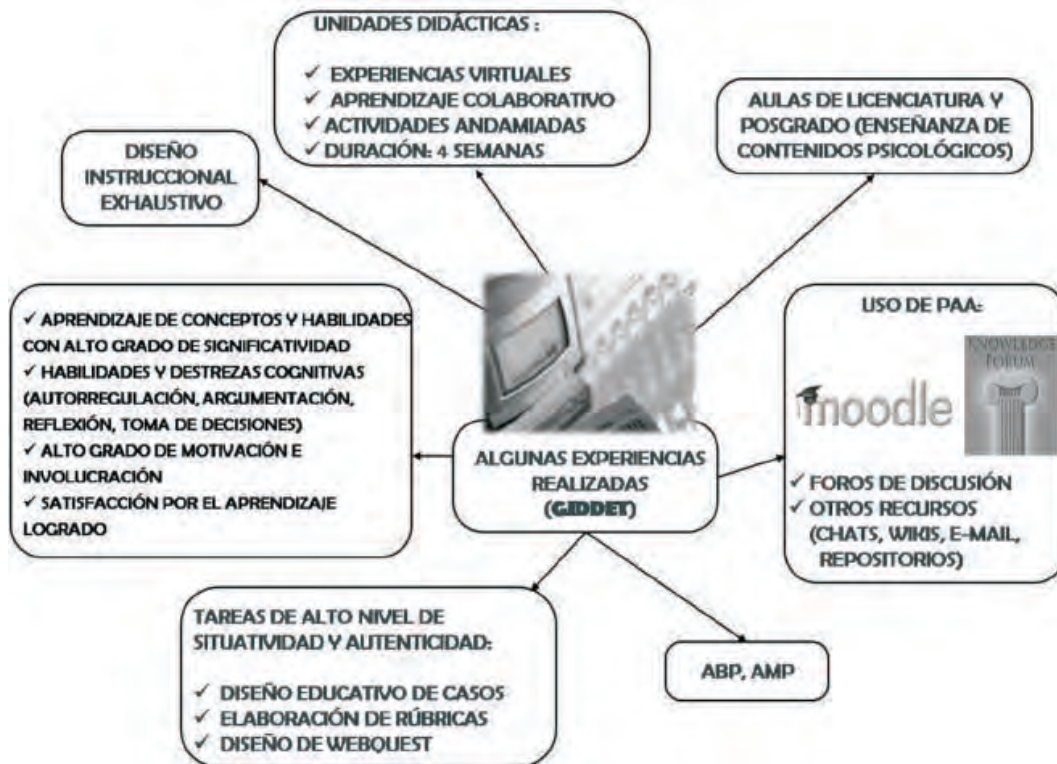 UNIDADES DIDÁCTICAS :
✓ EXPERIENCIAS VIRTUALES
✓ APRENDIZAJE COLABORATIVO
✓ ACTIVIDADES ANDAMIADAS
✓ DURACIÓN: 4 SEMANAS
AULAS DE LICENCIATURA Y
POSGRADO (ENSEÑANZA DE
CONTENIDOS PSICOLÓGICOS)
DISEÑO
INSTRUCCIONAL
EXHAUSTIVO
✓ APRENDIZAJE DE CONCEPTOS Y HABILIDADES
CON ALTO GRADO DE SIGNIFICATIVIDAD
✓ HABILIDADES Y DESTREZAS COGNITIVAS
(AUTORREGULACIÓN, ARGUMENTACIÓN,
REFLEXIÓN, TOMA DE DECISIONES)
✓ ALTO GRADO DE MOTIVACIÓN E
INVOLUCRACIÓN
✓ SATISFACCIÓN POR EL APRENDIZAJE
LOGRADO
ALGUNAS EXPERIENCIAS
REALIZADAS
(GIDDET)
USO DE PAA:
moodle
KNOWLEDGE
FORUM
✓ FOROS DE DISCUSIÓN
✓ OTROS RECURSOS
(CHATS, WIKIS, E-MAIL,
REPOSITORIOS)
TAREAS DE ALTO NIVEL DE
SITUATIVIDAD Y AUTENTICIDAD:
✓ DISEÑO EDUCATIVO DE CASOS
✓ ELABORACIÓN DE RÚBRICAS
✓ DISEÑO DE WEBQUEST
ABP, AMP